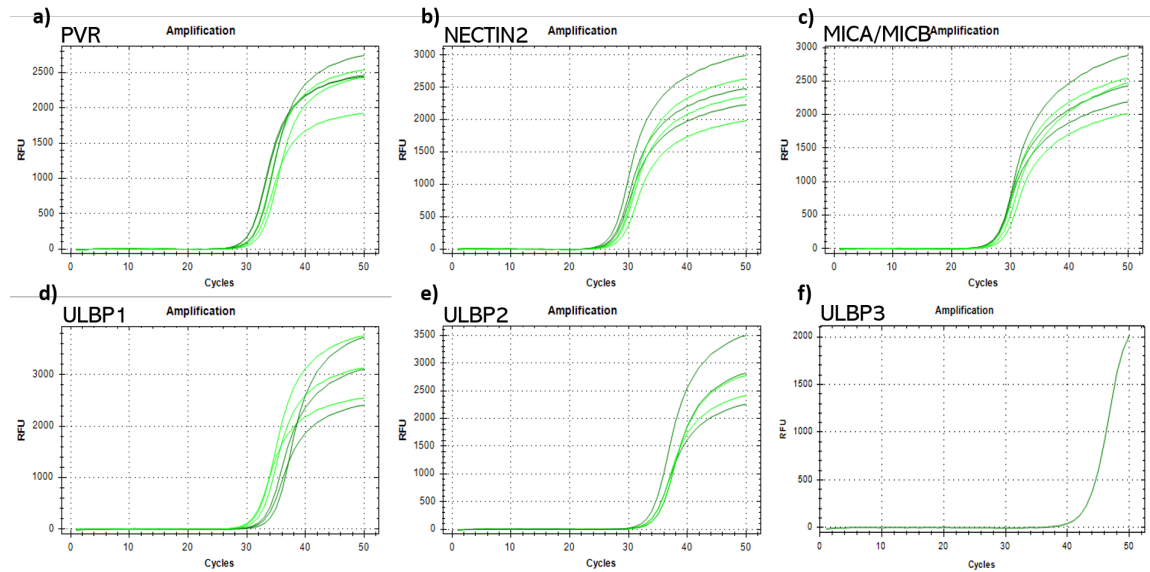 a) PVR Amplification
2500
2000
1500
1000
500
0
RFU
0 10 20 30 40 50
Cycles
b) NECTIN2 Amplification
3000
2500
2000
1500
1000
500
0
RFU
0 10 20 30 40 50
Cycles
c) MICA/MICB Amplification
3000
2500
2000
1500
1000
500
0
RFU
0 10 20 30 40 50
Cycles
d) ULBP1 Amplification
3000
2000
1000
0
RFU
0 10 20 30 40 50
Cycles
e) ULBP2 Amplification
3500
3000
2500
2000
1500
1000
500
0
RFU
0 10 20 30 40 50
Cycles
f) ULBP3 Amplification
2000
1500
1000
500
0
RFU
0 10 20 30 40 50
Cycles